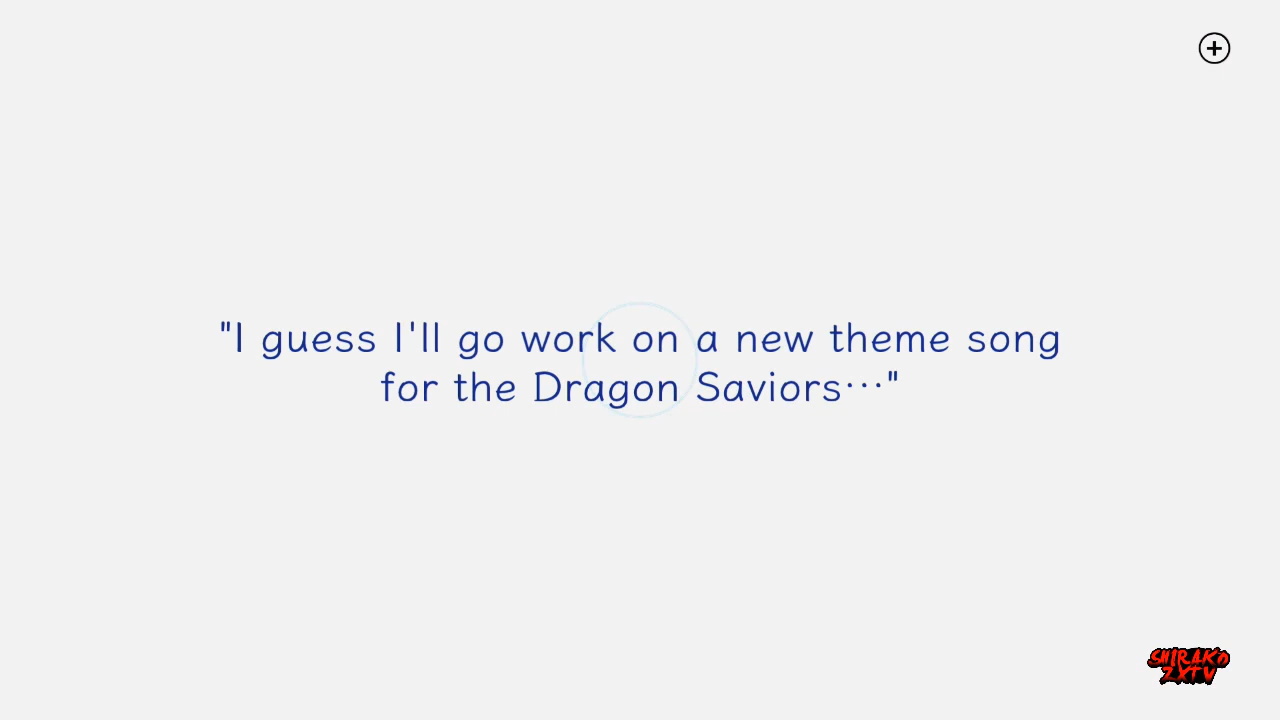 "I guess I'll go work on a new theme song
for the Dragon Saviors···"
SHIRAKO
ZXTV